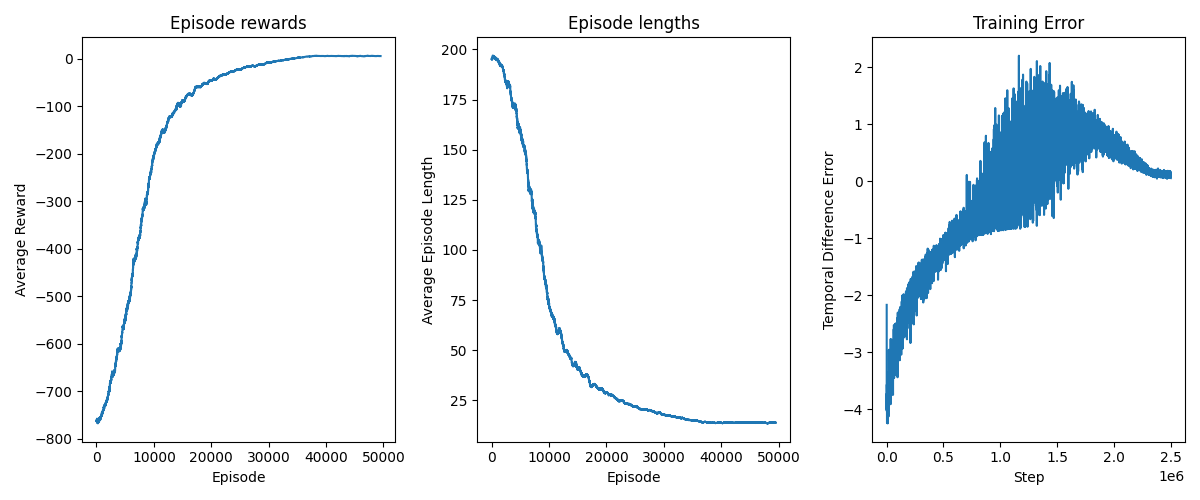 Episode rewards
Average Reward
0
−100
−200
−300
−400
−500
−600
−700
−800
0 10000 20000 30000 40000 50000
Episode
Episode lengths
Average Episode Length
200
175
150
125
100
75
50
25
0 10000 20000 30000 40000 50000
Episode
Training Error
Temporal Difference Error
2
1
0
−1
−2
−3
−4
0.0 0.5 1.0 1.5 2.0 2.5
1e6
Step